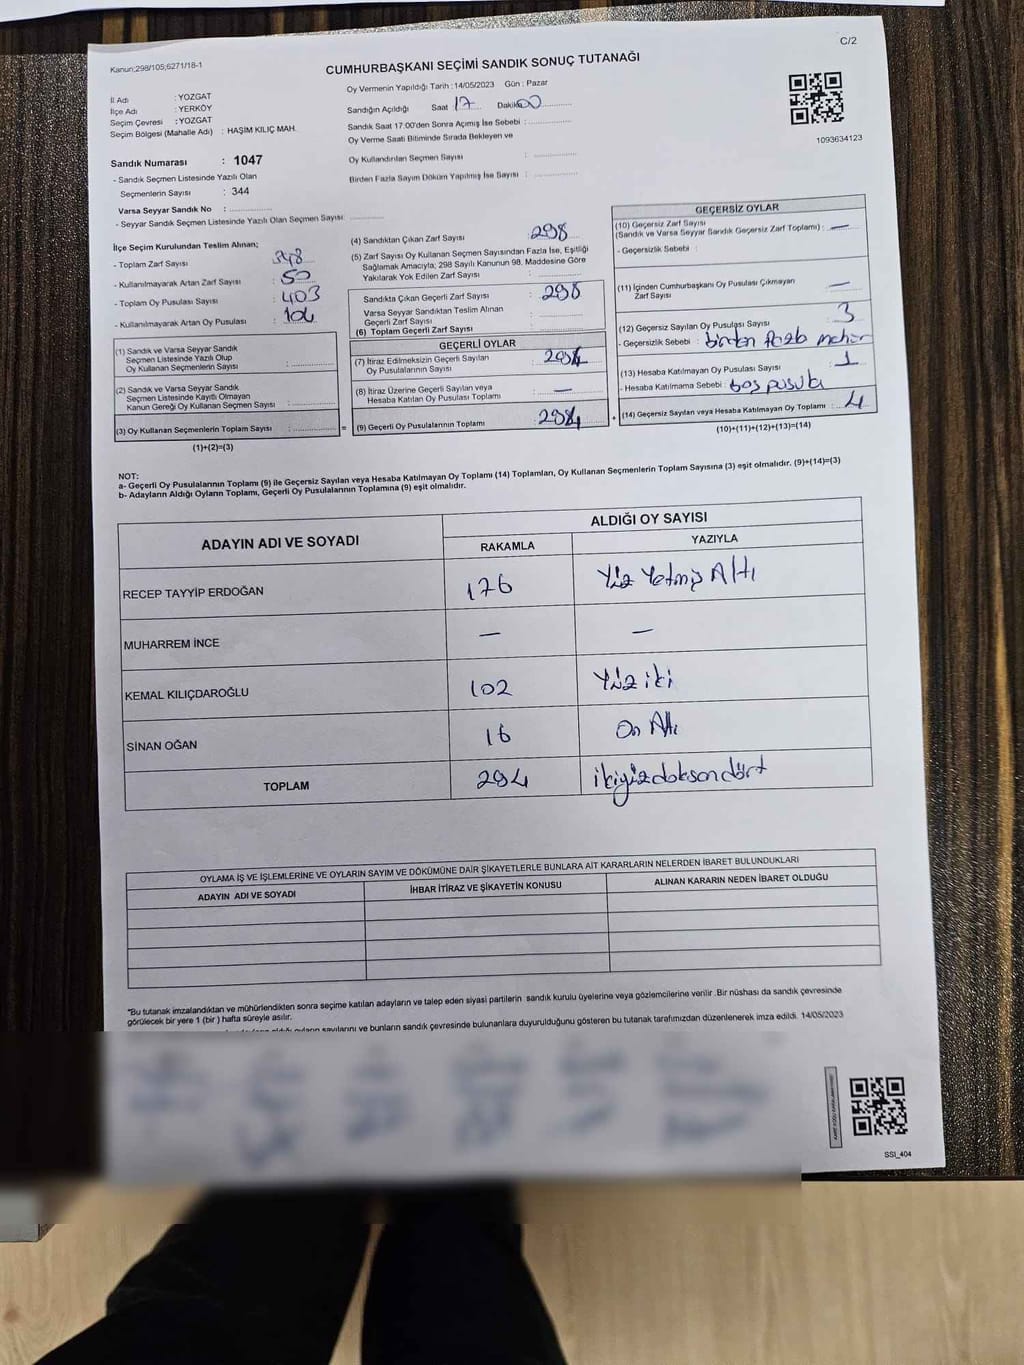 C/2
Kanun;298/105;6271/18-1
CUMHURBAŞKANI SEÇİMİ SANDIK SONUÇ TUTANAĞI
İl Adı : YOZGAT
İlçe Adı : YERKÖY
Seçim Çevresi : YOZGAT
Seçim Bölgesi (Mahalle Adı) : HAŞİM KILIÇ MAH.
Oy Vermenin Yapıldığı Tarih :14/05/2023 Gün : Pazar
Sandığın Açıldığı Saat 17 Dakika 00
Sandık Saat 17:00'den Sonra Açımış İse Sebebi :
Oy Verme Saati Bitiminde Sırada Bekleyen ve
Oy Kullandırılan Seçmen Sayısı :
Birden Fazla Sayım Döküm Yapılmış İse Sayısı :
1093634123
Sandık Numarası : 1047
- Sandık Seçmen Listesinde Yazılı Olan
Seçmenlerin Sayısı : 344
Varsa Seyyar Sandık No :
- Seyyar Sandık Seçmen Listesinde Yazılı Olan Seçmen Sayısı:
İlçe Seçim Kurulundan Teslim Alınan;
- Toplam Zarf Sayısı : 348
- Kullanılmayarak Artan Zarf Sayısı : 50
- Toplam Oy Pusulası Sayısı : 403
- Kullanılmayarak Artan Oy Pusulası : 104
(1) Sandık ve Varsa Seyyar Sandık
Seçmen Listesinde Yazılı Olup
Oy Kullanan Seçmenlerin Sayısı :
(2) Sandık ve Varsa Seyyar Sandık
Seçmen Listesinde Kayıtlı Olmayan
Kanun Gereği Oy Kullanan Seçmen Sayısı :
(3) Oy Kullanan Seçmenlerin Toplam Sayısı :
=
(1)+(2)=(3)
(4) Sandıktan Çıkan Zarf Sayısı : 298
(5) Zarf Sayısı Oy Kullanan Seçmen Sayısından Fazla İse, Eşitliği
Sağlamak Amacıyla; 298 Sayılı Kanunun 98. Maddesine Göre
Yakılarak Yok Edilen Zarf Sayısı :
Sandıkta Çıkan Geçerli Zarf Sayısı : 298
Varsa Seyyar Sandıktan Teslim Alınan
Geçerli Zarf Sayısı :
(6) Toplam Geçerli Zarf Sayısı :
GEÇERLİ OYLAR
(7) İtiraz Edilmeksizin Geçerli Sayılan
Oy Pusulalarının Sayısı : 294
(8) İtiraz Üzerine Geçerli Sayılan veya
Hesaba Katılan Oy Pusulası Toplamı : —
(9) Geçerli Oy Pusulalarının Toplamı : 294
+
GEÇERSİZ OYLAR
(10) Geçersiz Zarf Sayısı
(Sandık ve Varsa Seyyar Sandık Geçersiz Zarf Toplamı) : —
- Geçersizlik Sebebi :
(11) İçinden Cumhurbaşkanı Oy Pusulası Çıkmayan
Zarf Sayısı : —
(12) Geçersiz Sayılan Oy Pusulası Sayısı : 3
- Geçersizlik Sebebi : birden fazla mühür
(13) Hesaba Katılmayan Oy Pusulası Sayısı : 1
- Hesaba Katılmama Sebebi : boş pusula
(14) Geçersiz Sayılan veya Hesaba Katılmayan Oy Toplamı : 4
(10)+(11)+(12)+(13)=(14)
NOT:
a- Geçerli Oy Pusulalarının Toplamı (9) ile Geçersiz Sayılan veya Hesaba Katılmayan Oy Toplamı (14) Toplamları, Oy Kullanan Seçmenlerin Toplam Sayısına (3) eşit olmalıdır. (9)+(14)=(3)
b- Adayların Aldığı Oyların Toplamı, Geçerli Oy Pusulalarının Toplamına (9) eşit olmalıdır.
ADAYIN ADI VE SOYADI
ALDIĞI OY SAYISI
RAKAMLA YAZIYLA
RECEP TAYYİP ERDOĞAN 176 Yüz Yetmiş Altı
MUHARREM İNCE — —
KEMAL KILIÇDAROĞLU 102 Yüz iki
SİNAN OĞAN 16 On Altı
TOPLAM 294 ikiyüzdoksandört
OYLAMA İŞ VE İŞLEMLERİNE VE OYLARIN SAYIM VE DÖKÜMÜNE DAİR ŞİKAYETLERLE BUNLARA AİT KARARLARIN NELERDEN İBARET BULUNDUKLARI
ADAYIN ADI VE SOYADI İHBAR İTİRAZ VE ŞİKAYETİN KONUSU ALINAN KARARIN NEDEN İBARET OLDUĞU
*Bu tutanak imzalandıktan ve mühürlendikten sonra seçime katılan adayların ve talep eden siyasi partilerin sandık kurulu üyelerine veya gözlemcilerine verilir .Bir nüshası da sandık çevresinde
görülecek bir yere 1 (bir ) hafta süreyle asılır.
aldığı oyların sayılarını ve bunların sandık çevresinde bulunanlara duyurulduğunu gösteren bu tutanak tarafımızdan düzenlenerek imza edildi. 14/05/2023
SSI_404